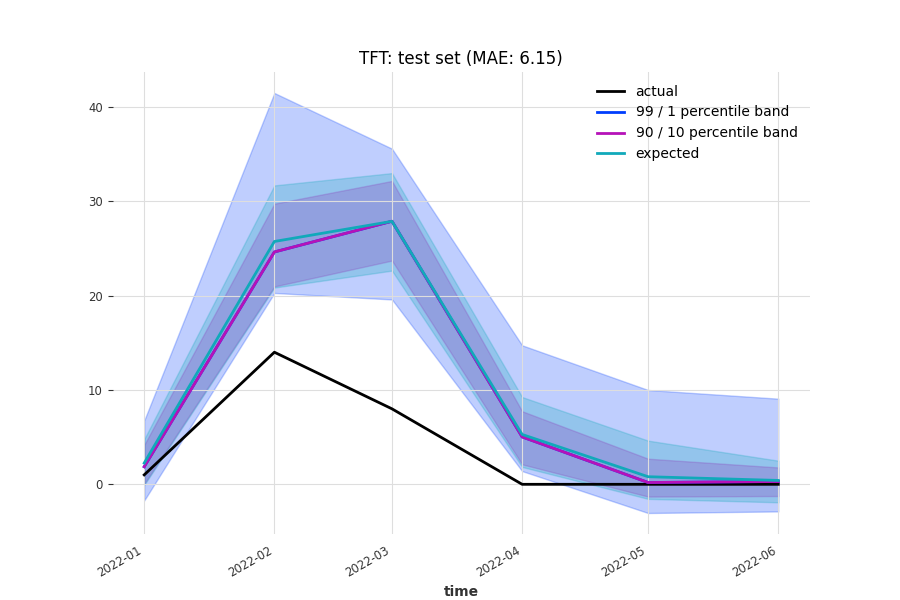 TFT: test set (MAE: 6.15)
actual
99 / 1 percentile band
90 / 10 percentile band
expected
40
30
20
10
0
2022-01
2022-02
2022-03
2022-04
2022-05
2022-06
time